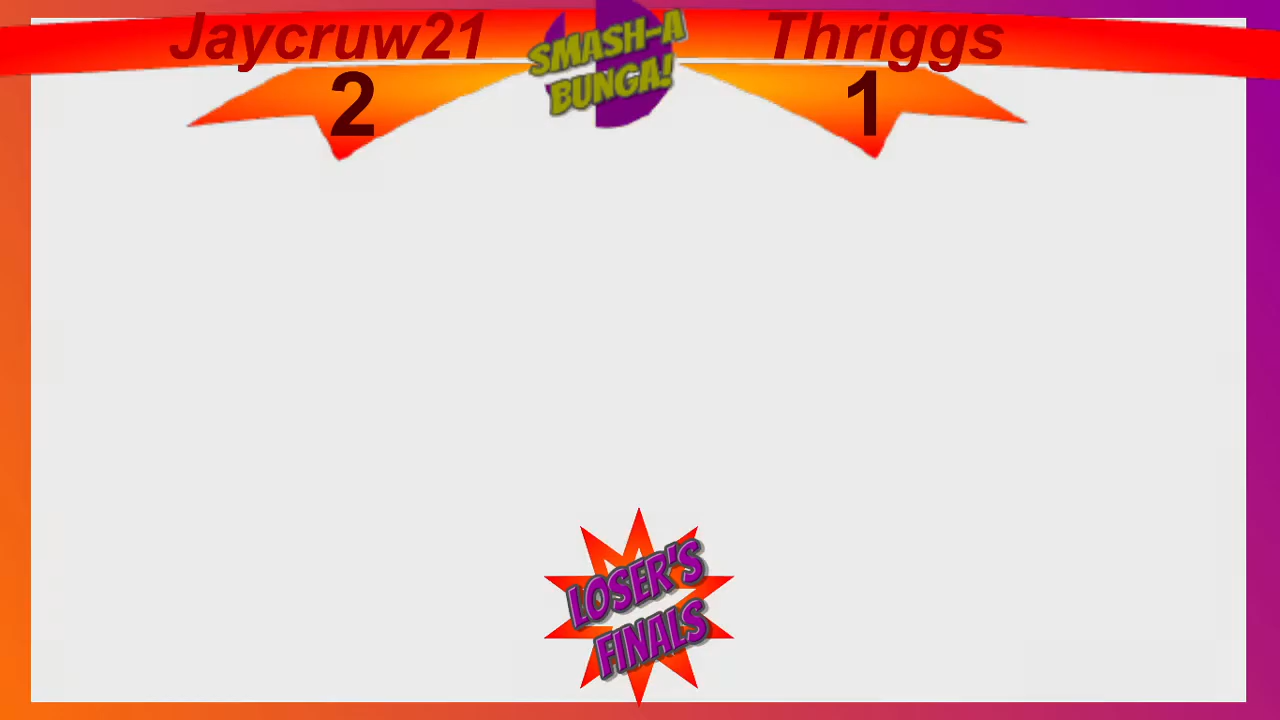 Jaycruw21
2
SMASH-A
BUNGA!
Thriggs
1
LOSER'S
FINALS